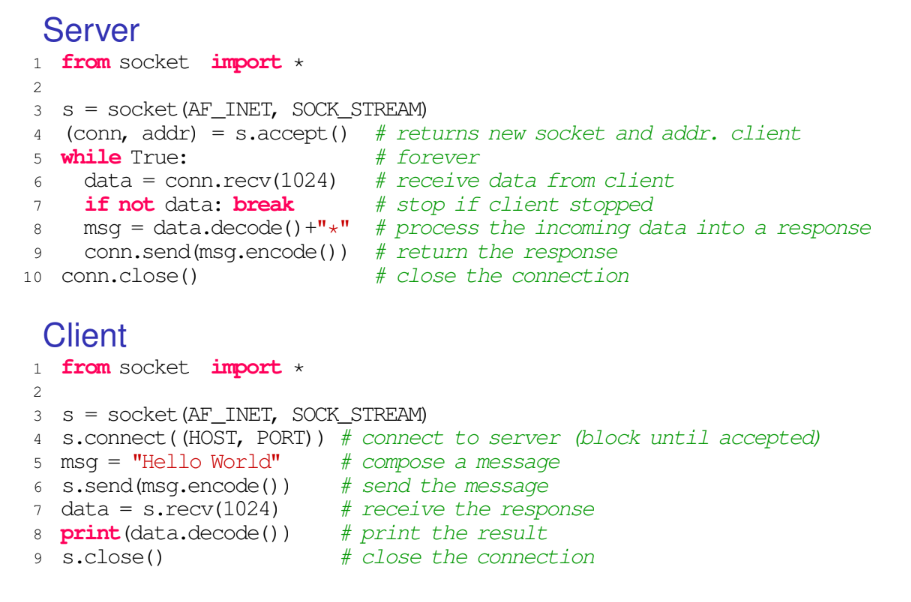 Server
1 from socket import *
2
3 s = socket(AF_INET, SOCK_STREAM)
4 (conn, addr) = s.accept() # returns new socket and addr. client
5 while True: # forever
6 data = conn.recv(1024) # receive data from client
7 if not data: break # stop if client stopped
8 msg = data.decode()+"*" # process the incoming data into a response
9 conn.send(msg.encode()) # return the response
10 conn.close() # close the connection
Client
1 from socket import *
2
3 s = socket(AF_INET, SOCK_STREAM)
4 s.connect((HOST, PORT)) # connect to server (block until accepted)
5 msg = "Hello World" # compose a message
6 s.send(msg.encode()) # send the message
7 data = s.recv(1024) # receive the response
8 print(data.decode()) # print the result
9 s.close() # close the connection